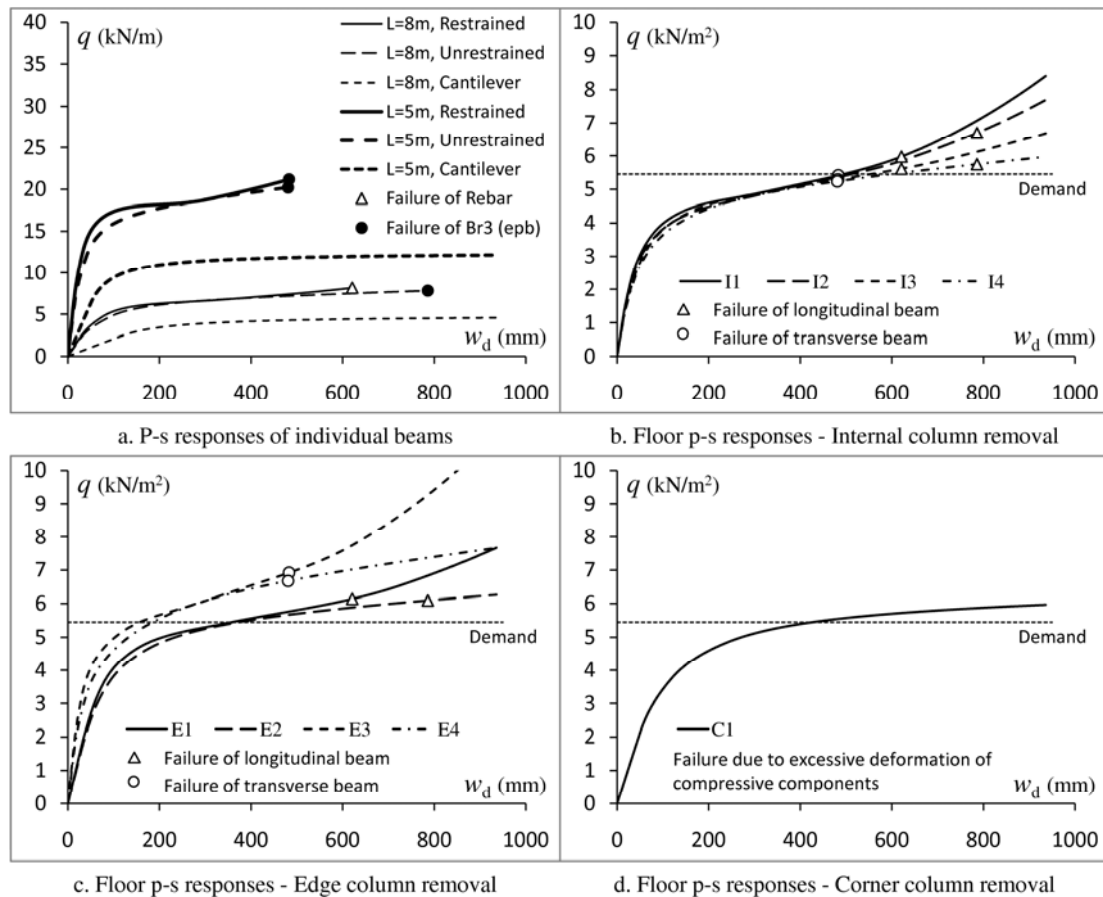 q (kN/m)
40
35
30
25
20
15
10
5
0
0 200 400 600 800 1000
w_d (mm)
L=8m, Restrained
L=8m, Unrestrained
L=8m, Cantilever
L=5m, Restrained
L=5m, Unrestrained
L=5m, Cantilever
Failure of Rebar
Failure of Br3 (epb)
a. P-s responses of individual beams
q (kN/m²)
10
9
8
7
6
5
4
3
2
1
0
0 200 400 600 800 1000
w_d (mm)
Demand
I1 I2 I3 I4
Failure of longitudinal beam
Failure of transverse beam
b. Floor p-s responses - Internal column removal
q (kN/m²)
10
9
8
7
6
5
4
3
2
1
0
0 200 400 600 800 1000
w_d (mm)
Demand
E1 E2 E3 E4
Failure of longitudinal beam
Failure of transverse beam
c. Floor p-s responses - Edge column removal
q (kN/m²)
10
9
8
7
6
5
4
3
2
1
0
0 200 400 600 800 1000
w_d (mm)
Demand
C1
Failure due to excessive deformation of
compressive components
d. Floor p-s responses - Corner column removal